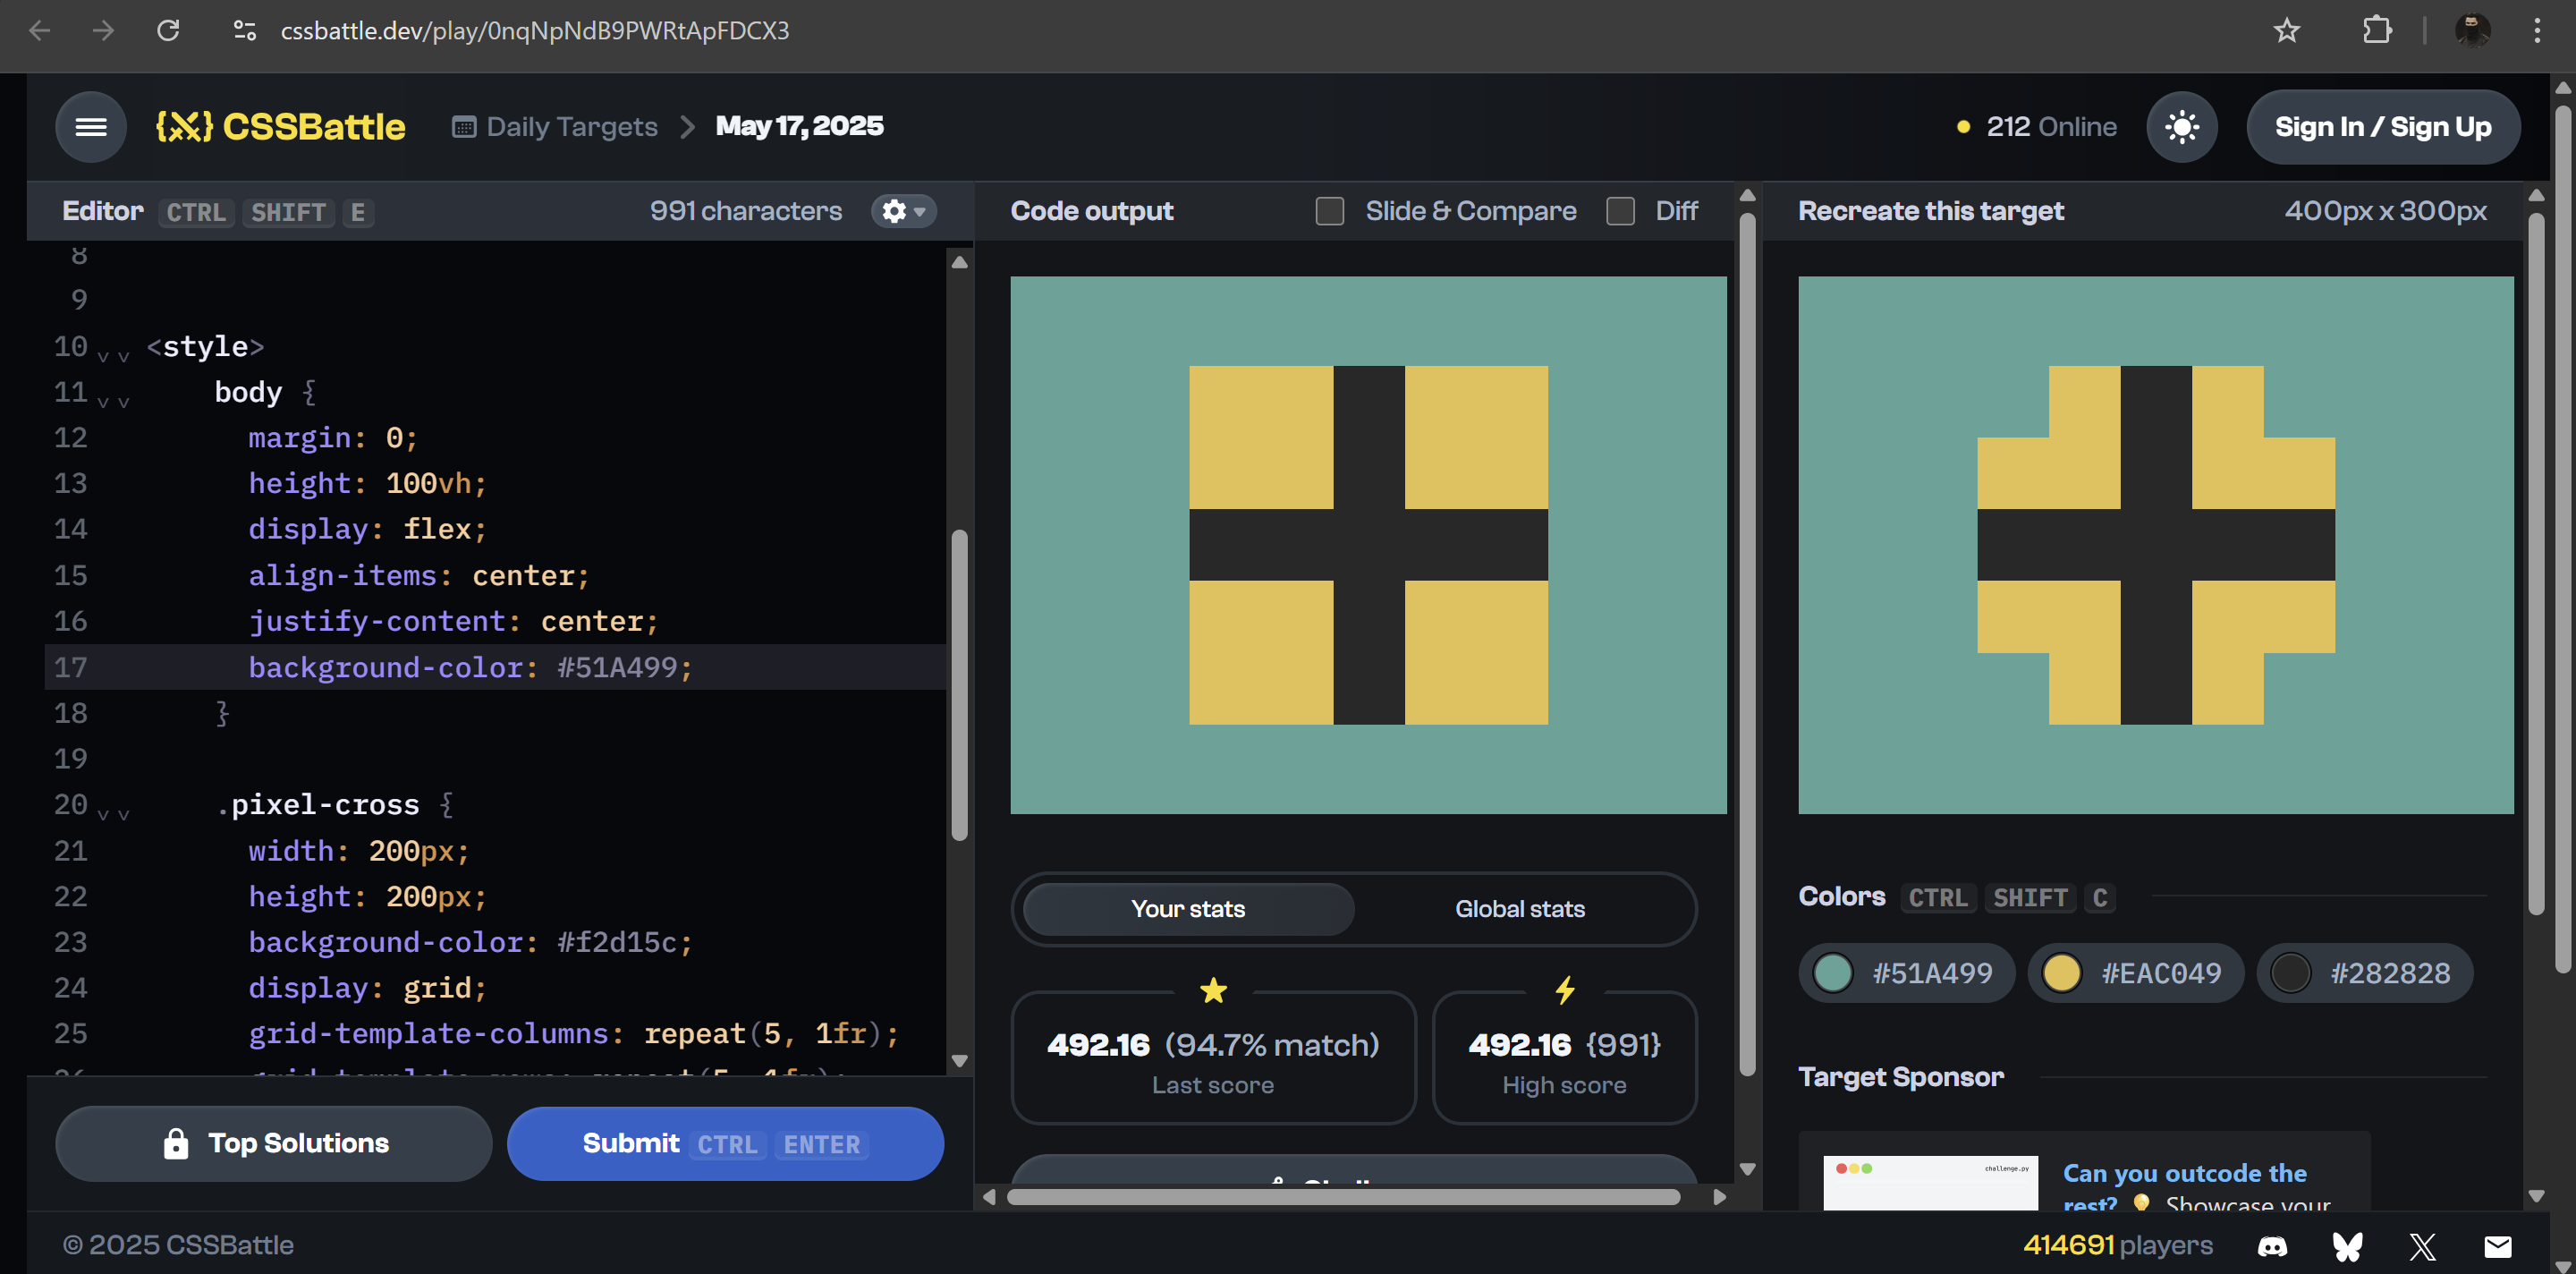 cssbattle.dev/play/0nqNpNdB9PWRtApFDCX3
CSSBattle
Daily Targets
May 17, 2025
212 Online
Sign In / Sign Up
Editor CTRL SHIFT E
991 characters
8
9
10 <style>
11 body {
12 margin: 0;
13 height: 100vh;
14 display: flex;
15 align-items: center;
16 justify-content: center;
17 background-color: #51A499;
18 }
19
20 .pixel-cross {
21 width: 200px;
22 height: 200px;
23 background-color: #f2d15c;
24 display: grid;
25 grid-template-columns: repeat(5, 1fr);
Top Solutions
Submit CTRL ENTER
Code output
Slide & Compare
Diff
Your stats
Global stats
492.16 (94.7% match)
Last score
492.16 {991}
High score
Recreate this target
400px x 300px
Colors CTRL SHIFT C
#51A499
#EAC049
#282828
Target Sponsor
challenge.py
Can you outcode the
rest? 💡 Showcase your
© 2025 CSSBattle
414691 players